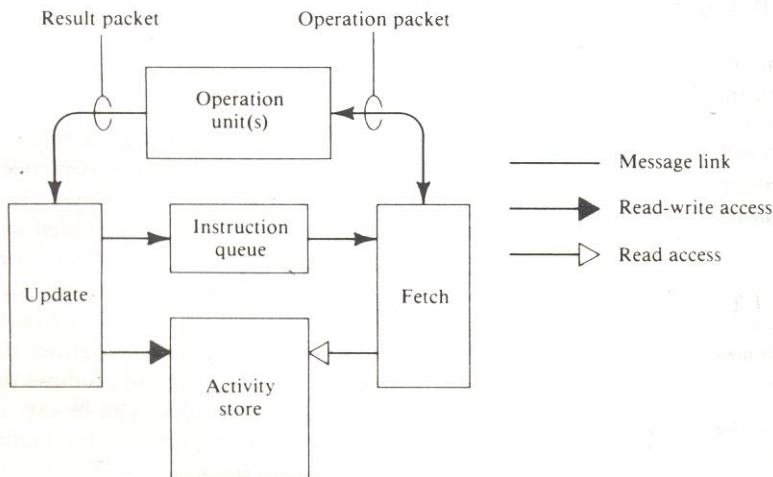 Result packet
Operation packet
Operation
unit(s)
Message link
Read-write access
Instruction
queue
Read access
Update
Fetch
Activity
store